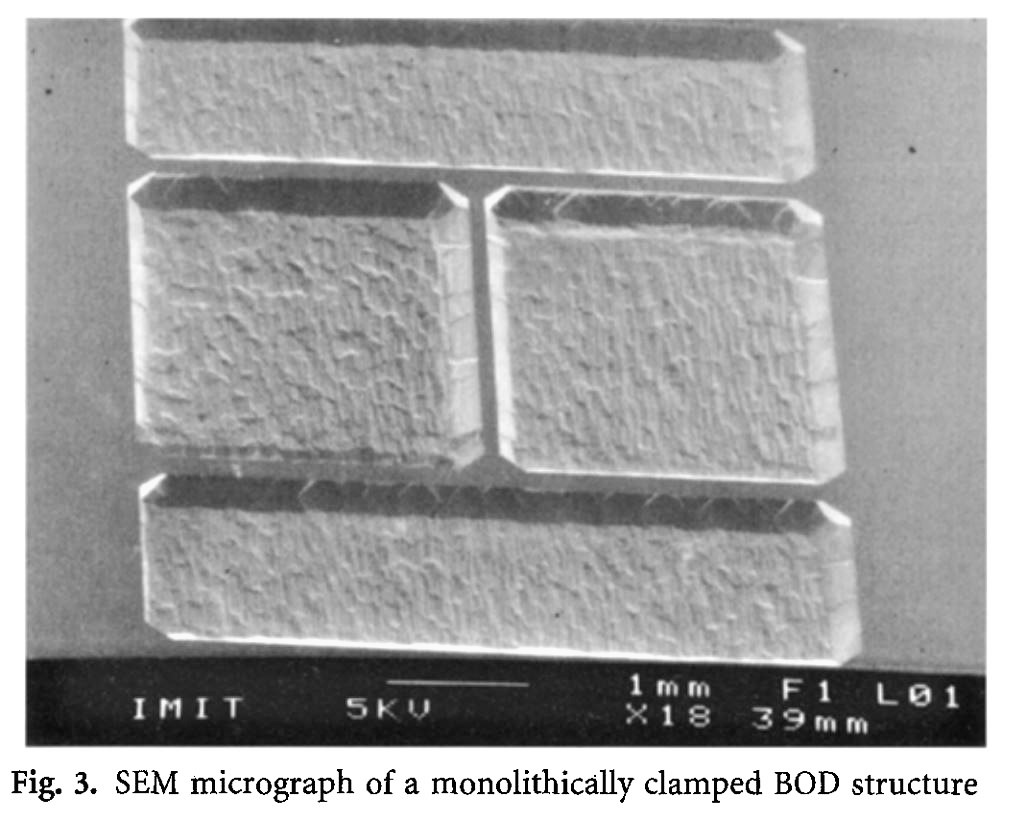 1mm F1 L01
IMIT 5KV X18 39mm
Fig. 3. SEM micrograph of a monolithically clamped BOD structure